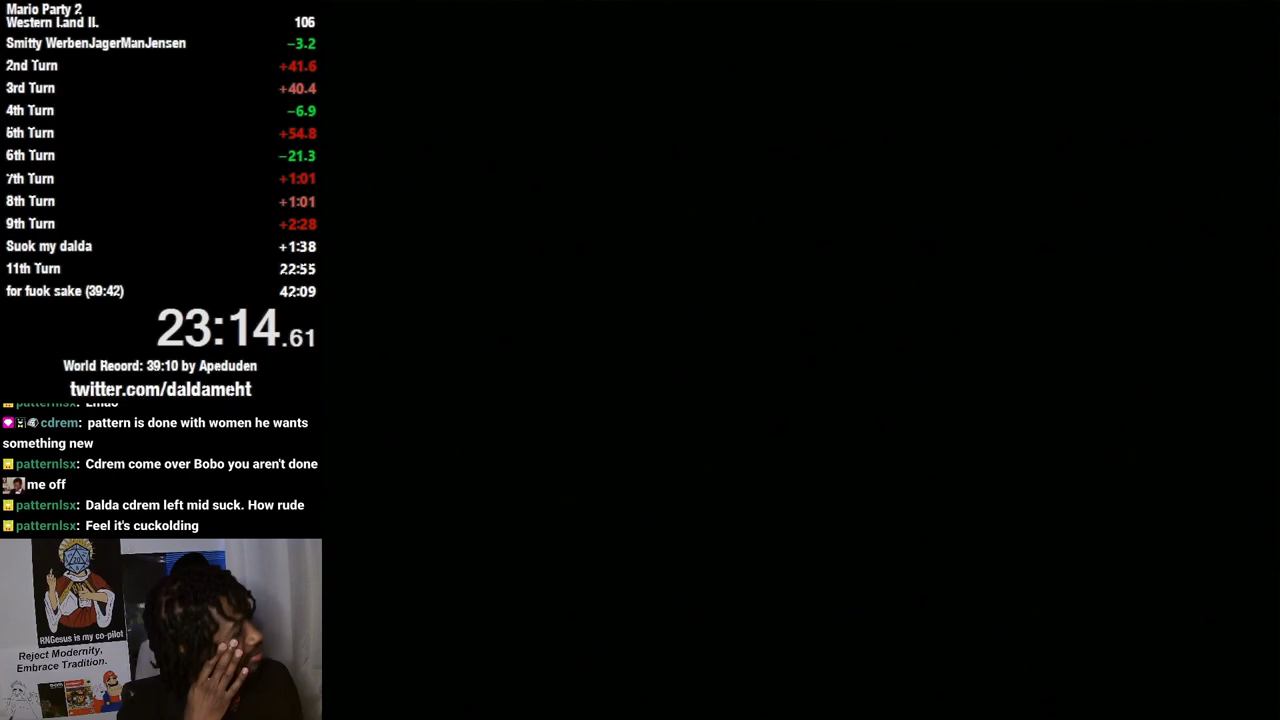 Mario Party 2
Western Land II. 106
Smitty WerbenJagerManJensen −3.2
2nd Turn +41.6
3rd Turn +40.4
4th Turn −6.9
5th Turn +54.8
6th Turn −21.3
7th Turn +1:01
8th Turn +1:01
9th Turn +2:28
Suok my dalda +1:38
11th Turn 22:55
for fuok sake (39:42) 42:09
23:14.61
World Reoord: 39:10 by Apeduden
twitter.com/daldameht
patternlsx: Lmao
cdrem: pattern is done with women he wants
something new
patternlsx: Cdrem come over Bobo you aren't done
me off
patternlsx: Dalda cdrem left mid suck. How rude
patternlsx: Feel it's cuckolding
RNGesus is my co-pilot
Reject Modernity,
Embrace Tradition.